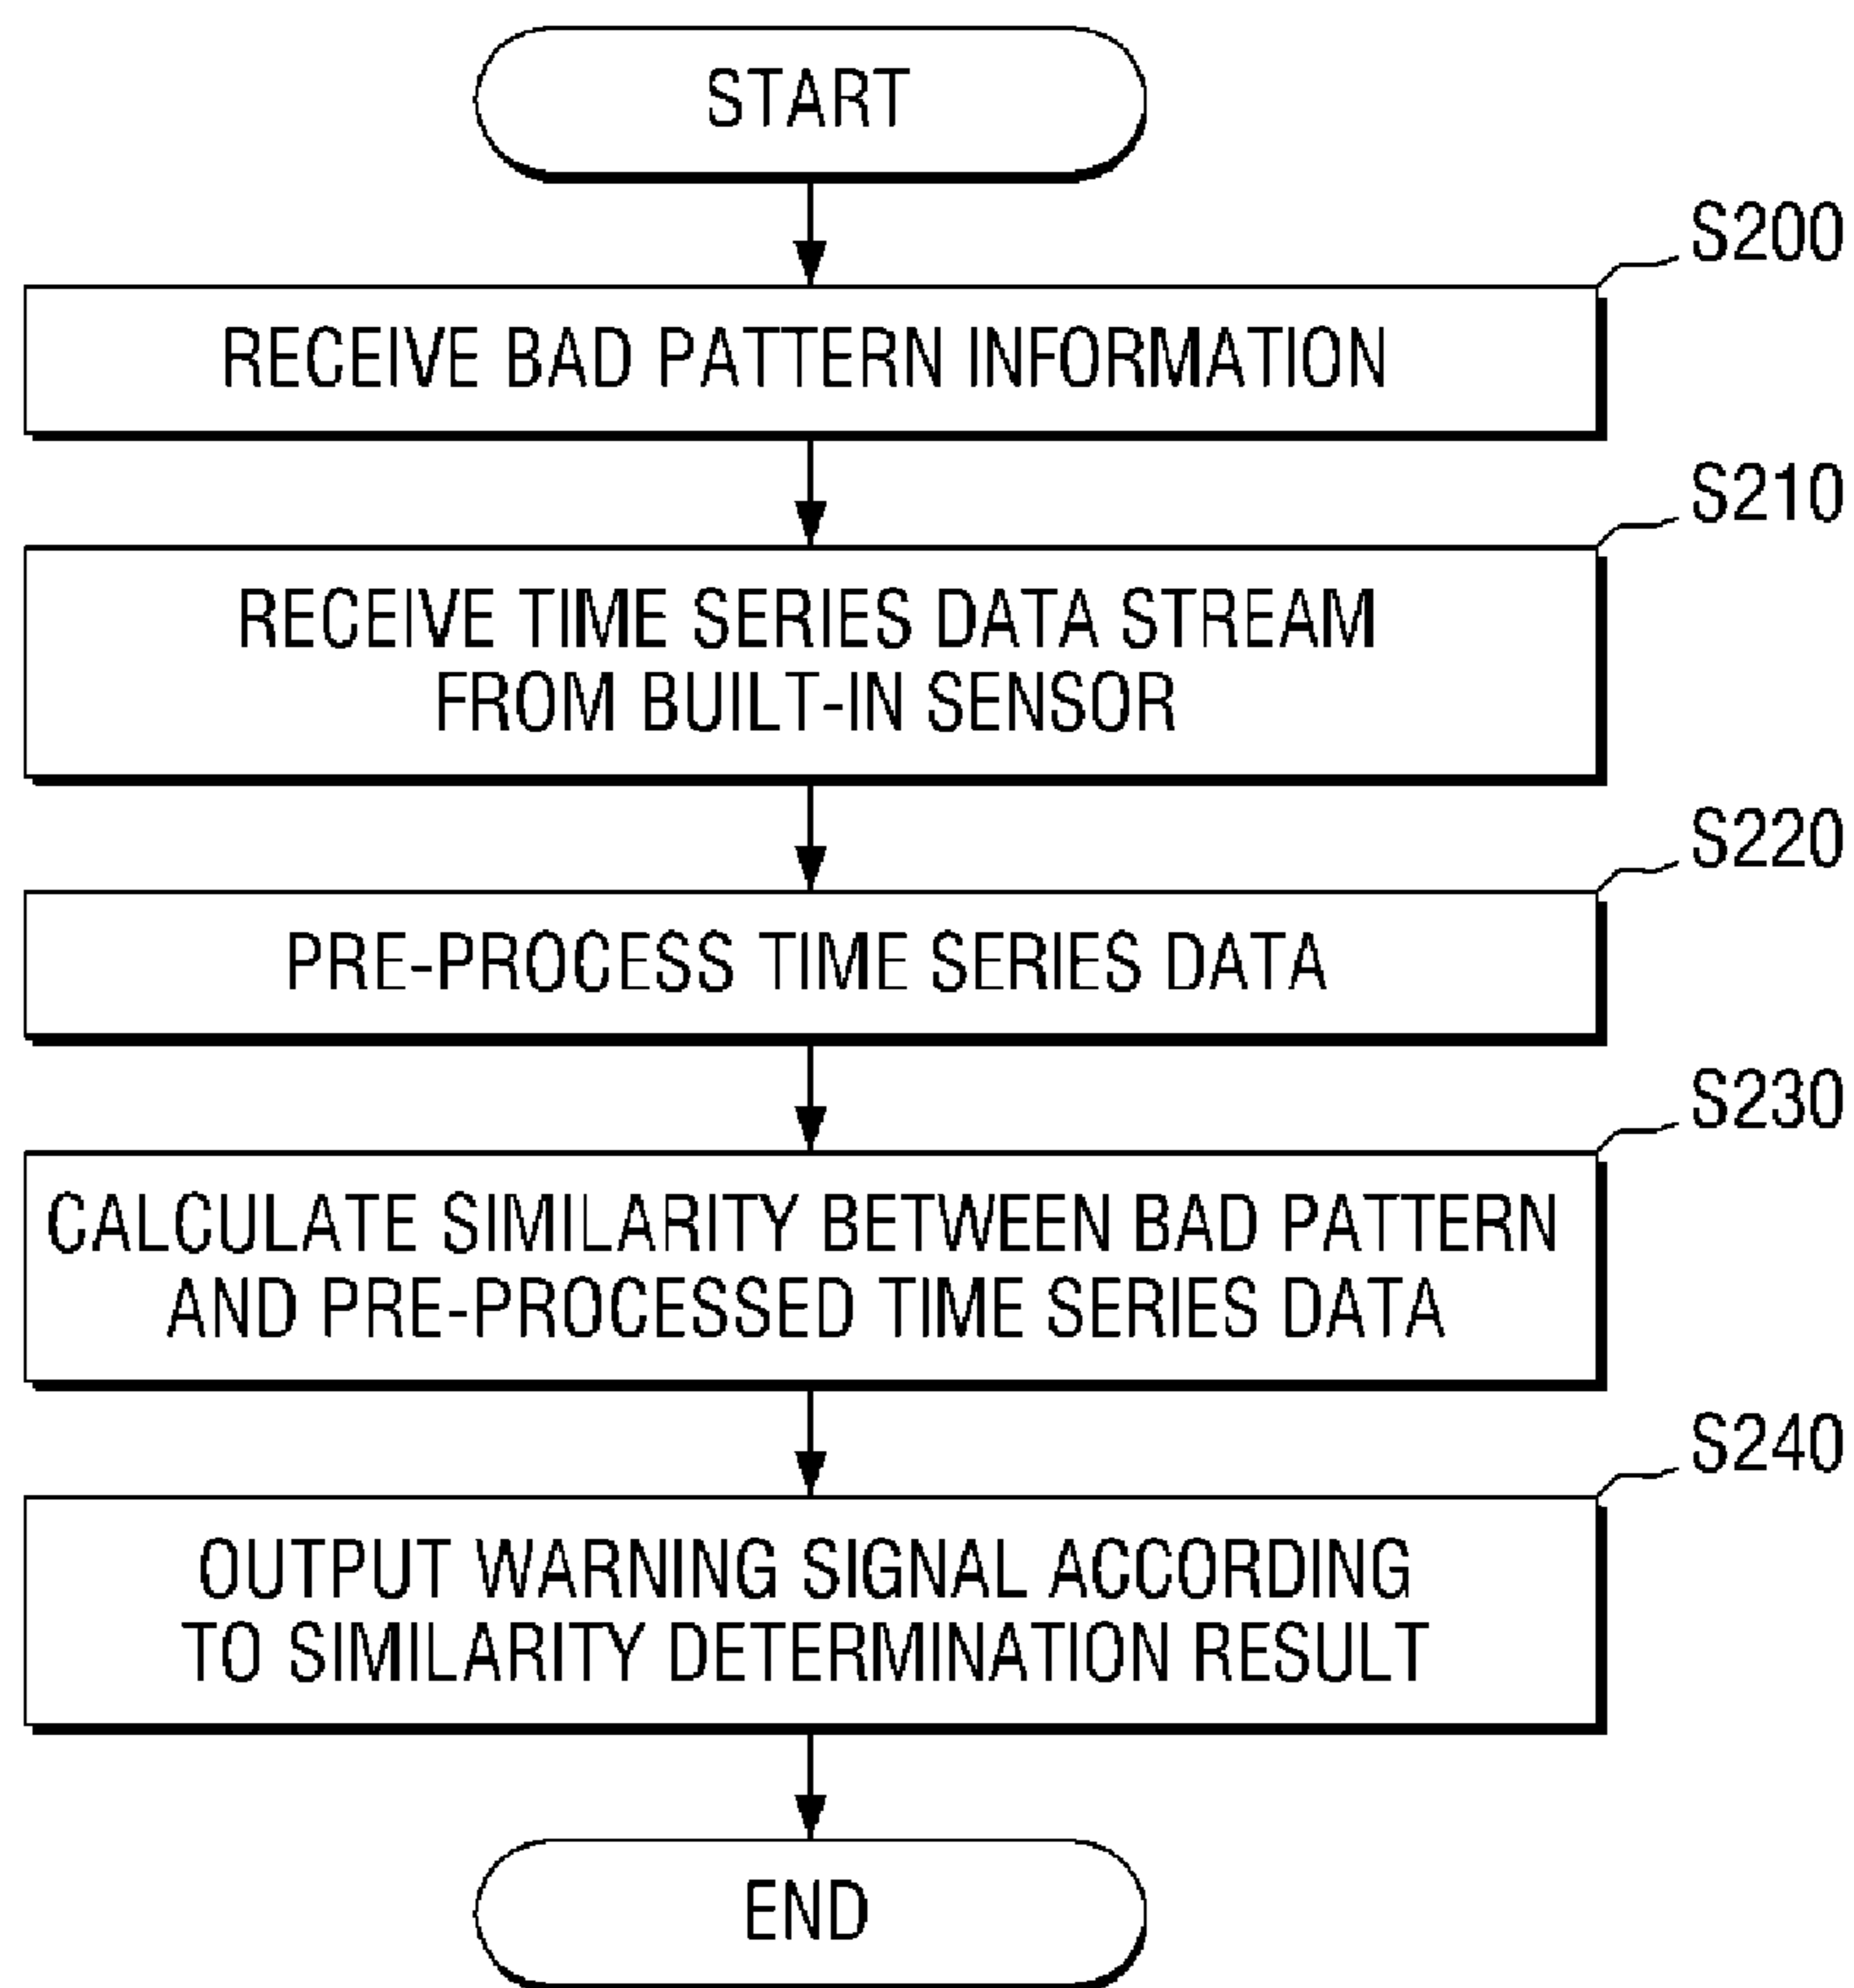 START
S200
RECEIVE BAD PATTERN INFORMATION
S210
RECEIVE TIME SERIES DATA STREAM
FROM BUILT-IN SENSOR
S220
PRE-PROCESS TIME SERIES DATA
S230
CALCULATE SIMILARITY BETWEEN BAD PATTERN
AND PRE-PROCESSED TIME SERIES DATA
S240
OUTPUT WARNING SIGNAL ACCORDING
TO SIMILARITY DETERMINATION RESULT
END